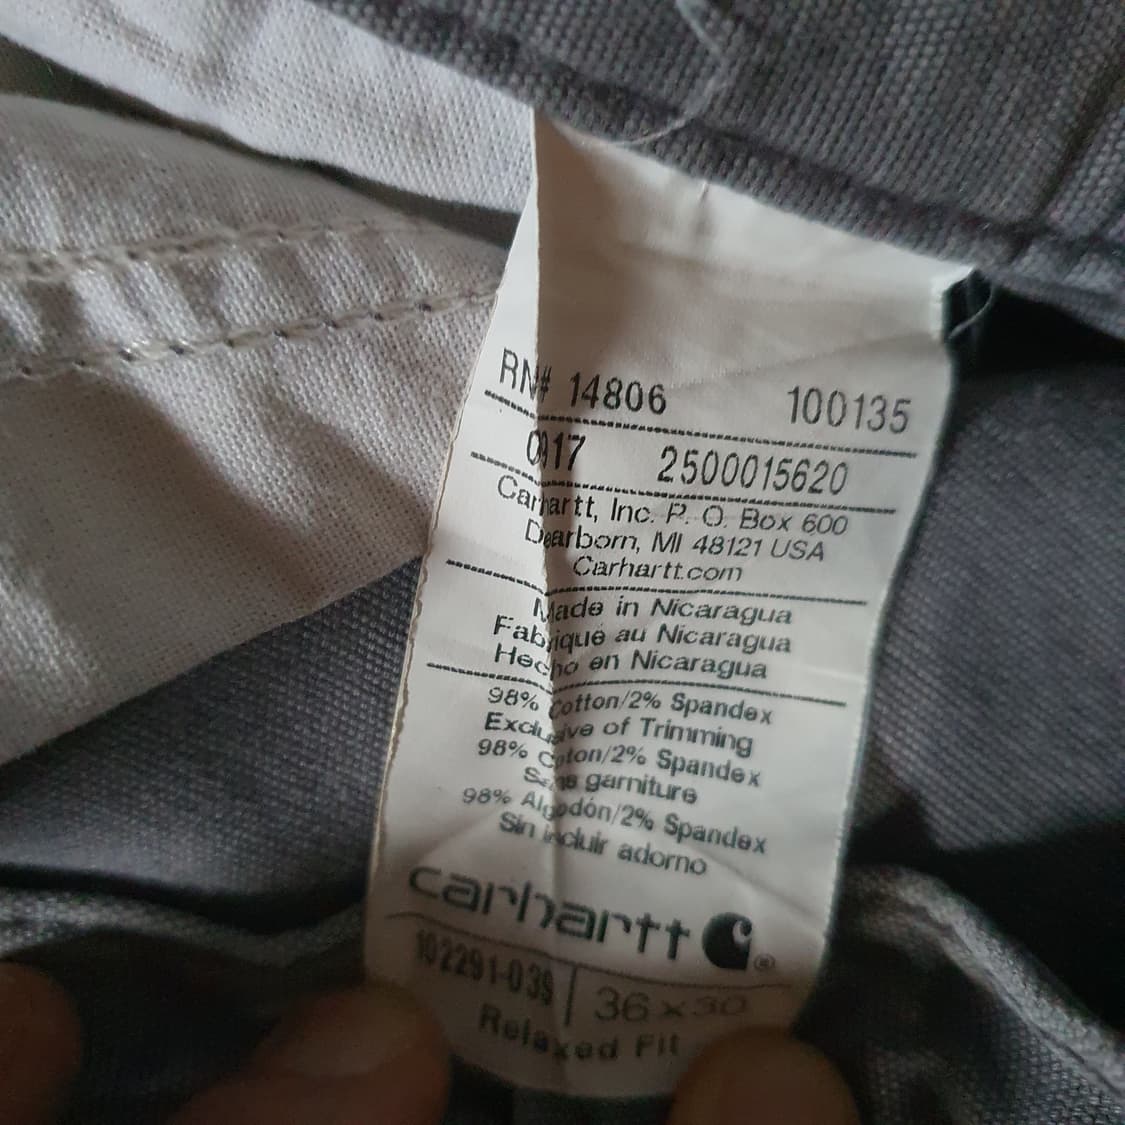 RN# 14806 100135
0917 2500015620
Carhartt, Inc. P. O. Box 600
Dearborn, MI 48121 USA
Carhartt.com
Made in Nicaragua
Fabriqué au Nicaragua
Hecho en Nicaragua
98% Cotton/2% Spandex
Exclusive of Trimming
98% Coton/2% Spandex
Sans garniture
98% Algodón/2% Spandex
Sin incluir adorno
carhartt ®
102291-039 36 x 30
Relaxed Fit